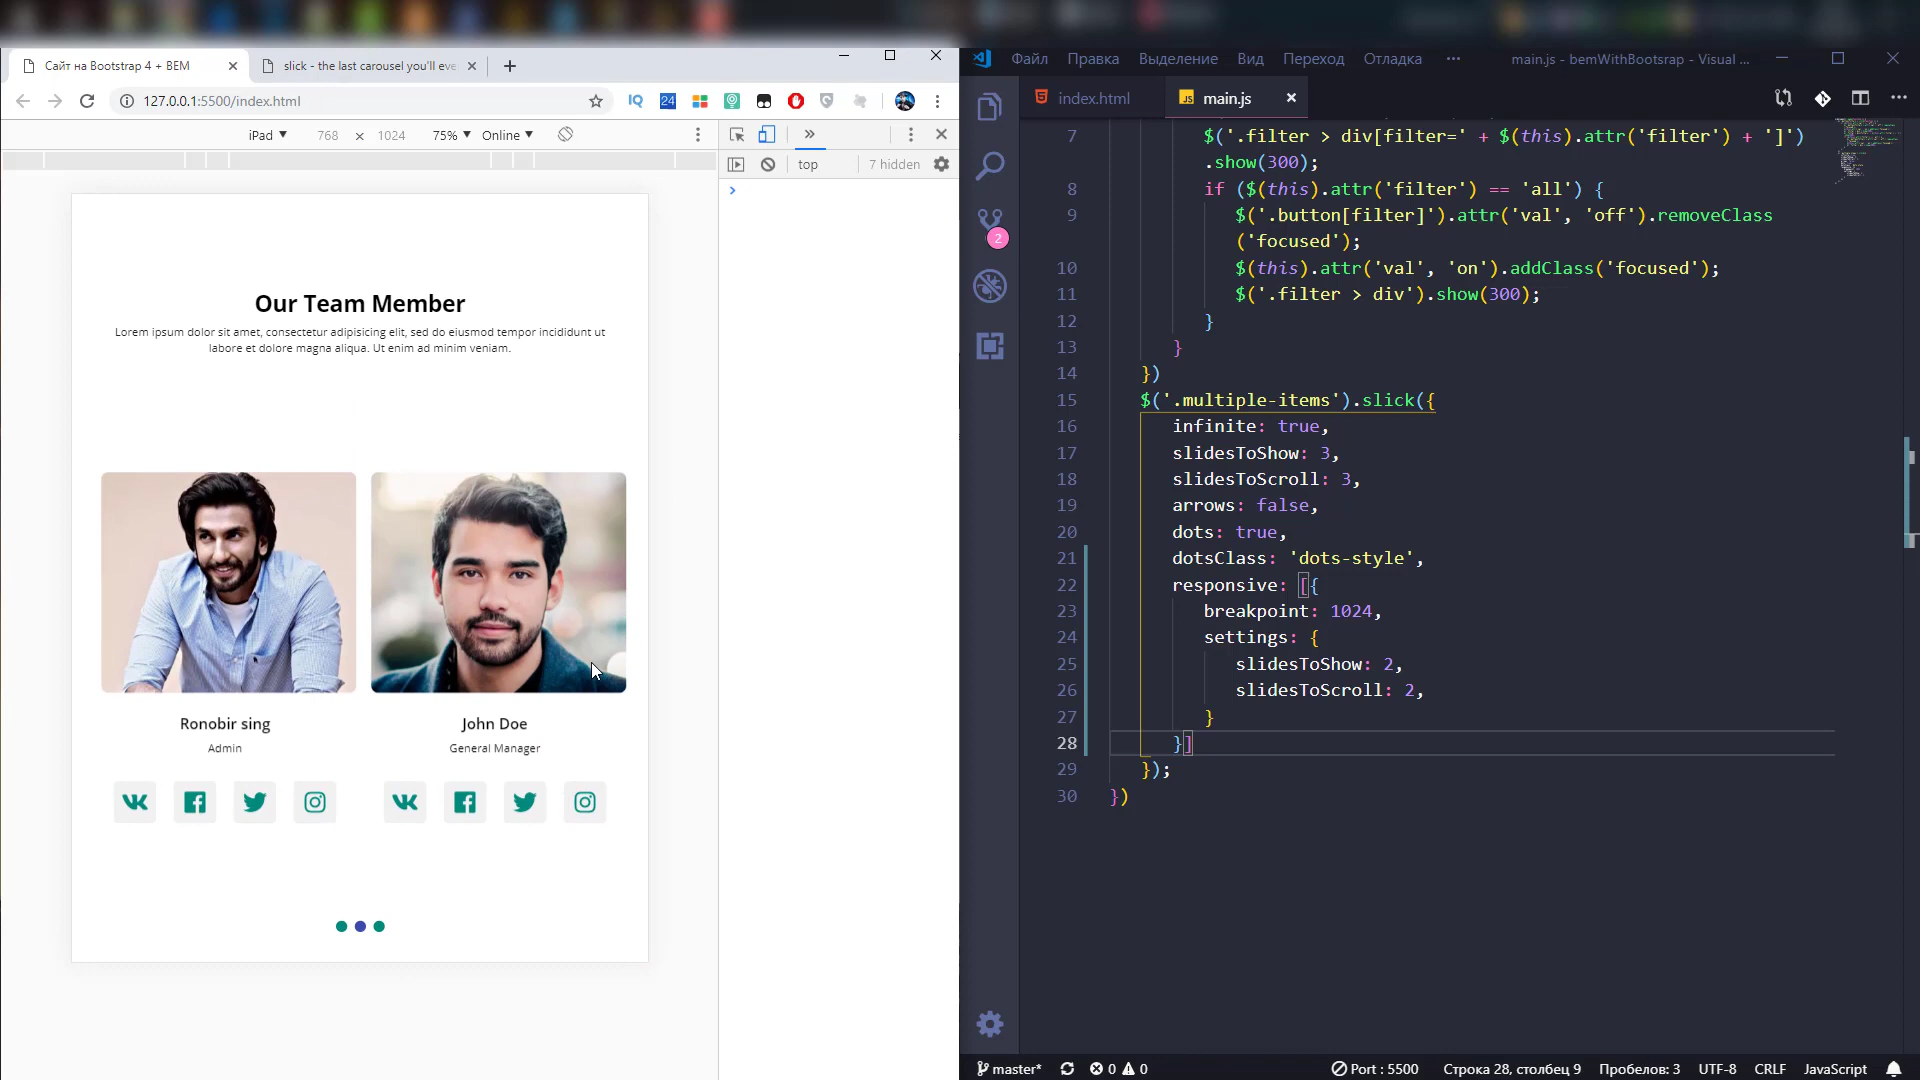 Сайт на Bootstrap 4 + BEM
slick - the last carousel you'll eve
127.0.0.1:5500/index.html
24
iPad
768
×
1024
75%
Online
top
7 hidden
Our Team Member
Lorem ipsum dolor sit amet, consectetur adipisicing elit, sed do eiusmod tempor incididunt ut
labore et dolore magna aliqua. Ut enim ad minim veniam.
Ronobir sing
Admin
John Doe
General Manager
Файл Правка Выделение Вид Переход Отладка ··· main.js - bemWithBootsrap - Visual ...
index.html
JS main.js
2
7 $('.filter > div[filter=' + $(this).attr('filter') + ']')
.show(300);
8 if ($(this).attr('filter') == 'all') {
9 $('.button[filter]').attr('val', 'off').removeClass
('focused');
10 $(this).attr('val', 'on').addClass('focused');
11 $('.filter > div').show(300);
12 }
13 }
14 })
15 $('.multiple-items').slick({
16 infinite: true,
17 slidesToShow: 3,
18 slidesToScroll: 3,
19 arrows: false,
20 dots: true,
21 dotsClass: 'dots-style',
22 responsive: [{
23 breakpoint: 1024,
24 settings: {
25 slidesToShow: 2,
26 slidesToScroll: 2,
27 }
28 }]
29 });
30 })
master* 0 0 Port : 5500 Строка 28, столбец 9 Пробелов: 3 UTF-8 CRLF JavaScript